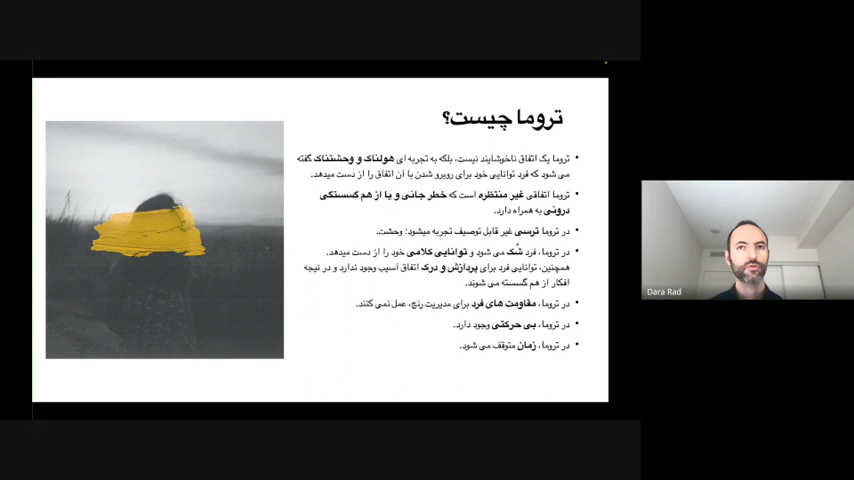 تروما چیست؟
• تروما یک اتفاق ناخوشایند نیست، بلکه به تجربه ای هولناک و وحشتناک گفته
می شود که فرد توانایی خود برای روبرو شدن با آن اتفاق را از دست میدهد.
• تروما اتفاقی غیر منتظره است که خطر جانی و یا از هم گسستگی
درونی به همراه دارد.
• در تروما ترسی غیر قابل توصیف تجربه میشود؛ وحشت.
• در تروما، فرد شُک می شود و توانایی کلامی خود را از دست میدهد.
همچنین، توانایی فرد برای پردازش و درک اتفاق آسیب وجود ندارد و در نیجه
افکار از هم گسسته می شوند.
• در تروما، مقاومت های فرد برای مدیریت رنج، عمل نمی کنند.
• در تروما، بی حرکتی وجود دارد.
• در تروما، زمان متوقف می شود.
Dara Rad